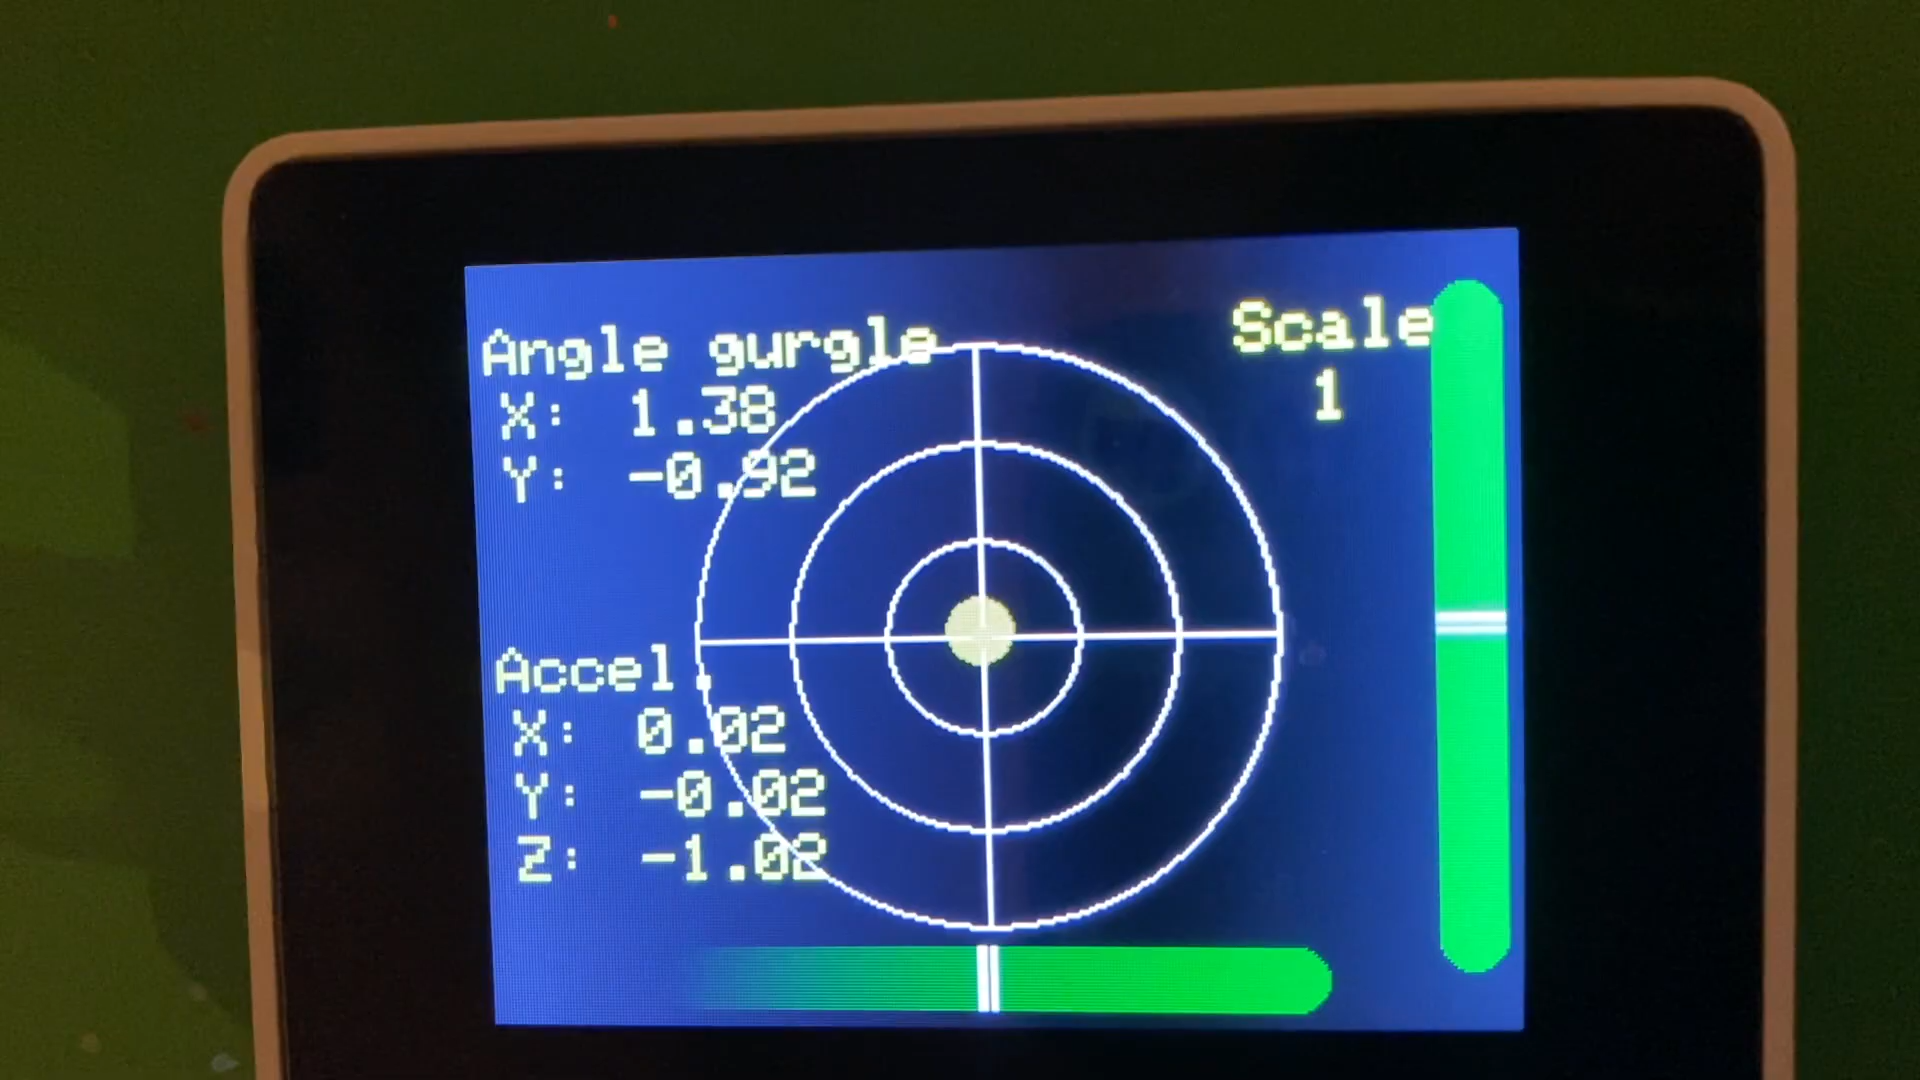 Angle gurgle
X: 1.38
Y: -0.92
Scale
1
Accel.
X: 0.02
Y: -0.02
Z: -1.02